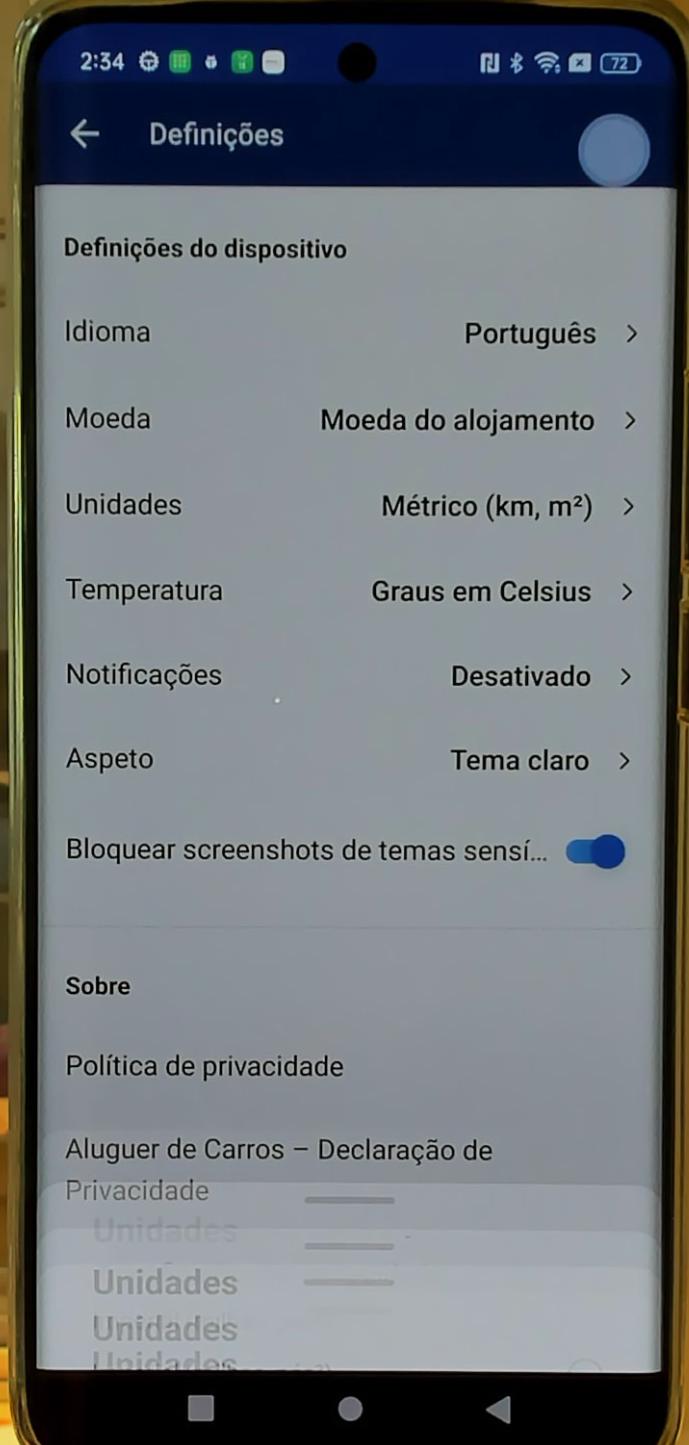 2:34
72
Definições
Definições do dispositivo
Idioma Português
Moeda Moeda do alojamento
Unidades Métrico (km, m²)
Temperatura Graus em Celsius
Notificações Desativado
Aspeto Tema claro
Bloquear screenshots de temas sensí...
Sobre
Política de privacidade
Aluguer de Carros – Declaração de
Privacidade
Unidades
Unidades
Unidades
Unidades